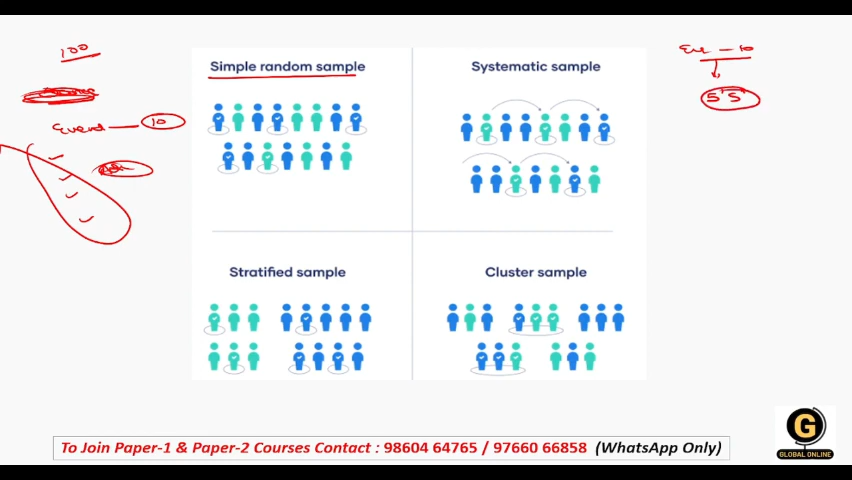 100
Event — 10
Simple random sample
Systematic sample
5 5
Stratified sample
Cluster sample
G
GLOBAL ONLINE
To Join Paper-1 & Paper-2 Courses Contact : 98604 64765 / 97660 66858 (WhatsApp Only)